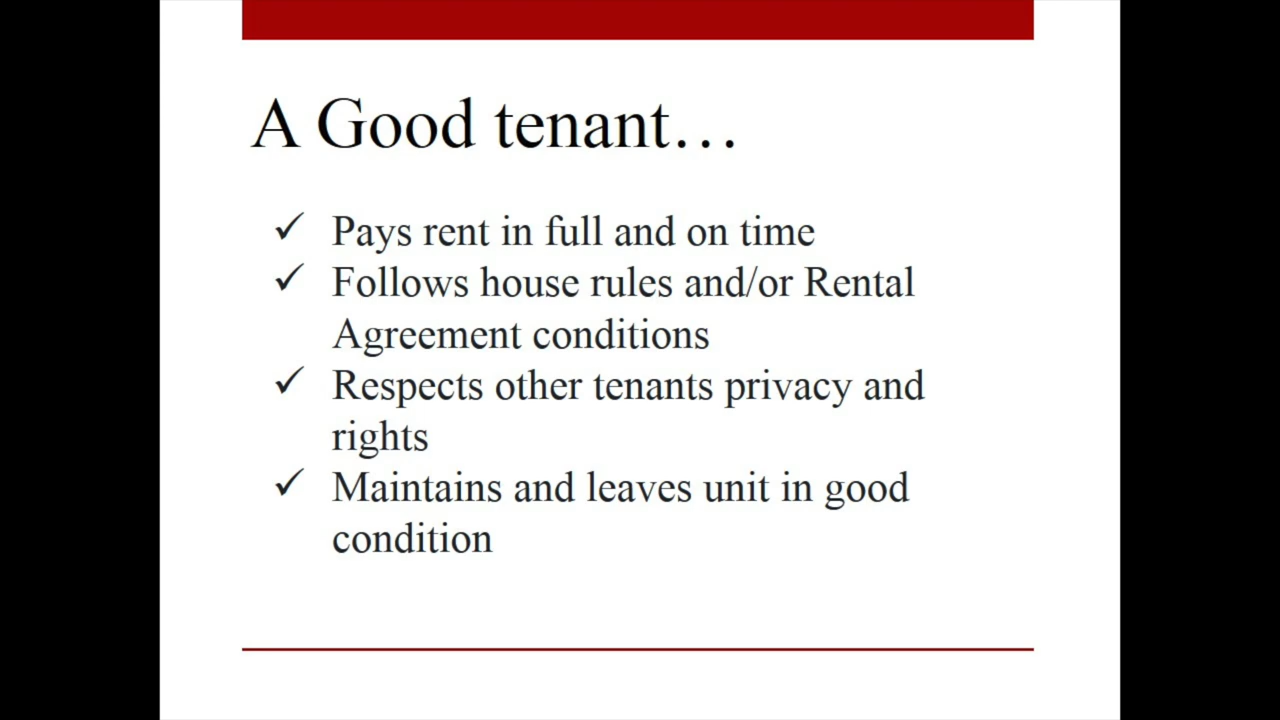 A Good tenant…
✓ Pays rent in full and on time
✓ Follows house rules and/or Rental
Agreement conditions
✓ Respects other tenants privacy and
rights
✓ Maintains and leaves unit in good
condition